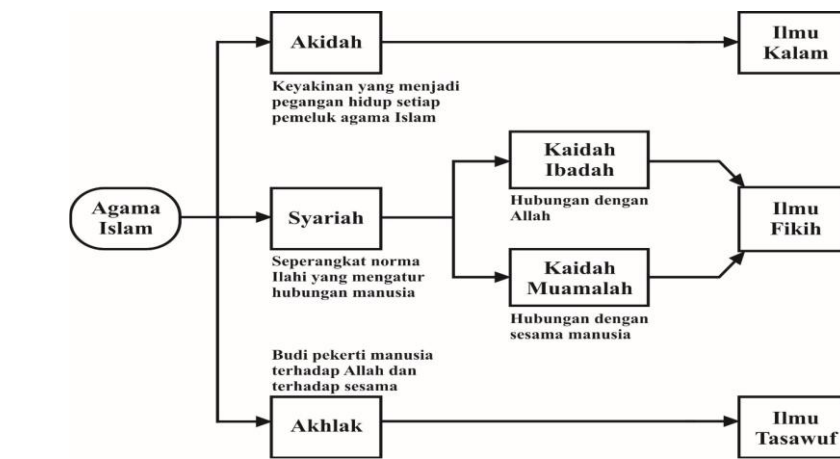 Akidah
Ilmu
Kalam
Keyakinan yang menjadi
pegangan hidup setiap
pemeluk agama Islam
Kaidah
Ibadah
Hubungan dengan
Allah
Agama
Islam
Syariah
Ilmu
Fikih
Seperangkat norma
Ilahi yang mengatur
hubungan manusia
Kaidah
Muamalah
Hubungan dengan
sesama manusia
Budi pekerti manusia
terhadap Allah dan
terhadap sesama
Akhlak
Ilmu
Tasawuf